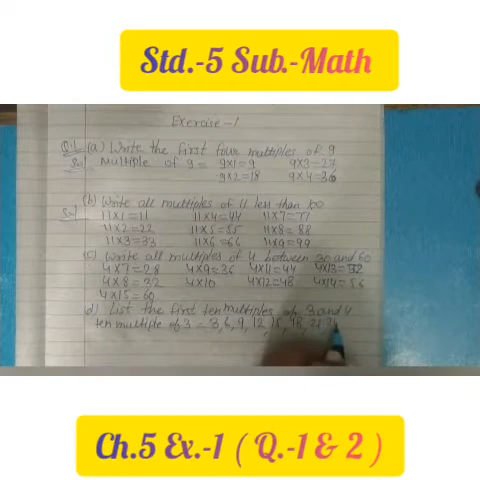 Std.-5 Sub.-Math
Exercise-1
Q.1 (a) Write the first four multiples of 9
Sol Multiple of 9 = 9x1=9 9x3=27
9x2=18 9x4=36
(b) Write all multiples of 11 less than 100
Sol 11x1=11 11x4=44 11x7=77
11x2=22 11x5=55 11x8=88
11x3=33 11x6=66
(c) Write all multiples of 4 between 30 and 60
4x7=28 4x9=36 4x11=44 4x13=52
4x8=32 4x10 4x12=48 4x14=56
4x15=60
(d) List the first ten multiples of 3 and 4
ten multiple of 3 = 3, 6, 9, 12, 15, 18, 21
Ch.5 Ex.-1 ( Q.-1 & 2 )